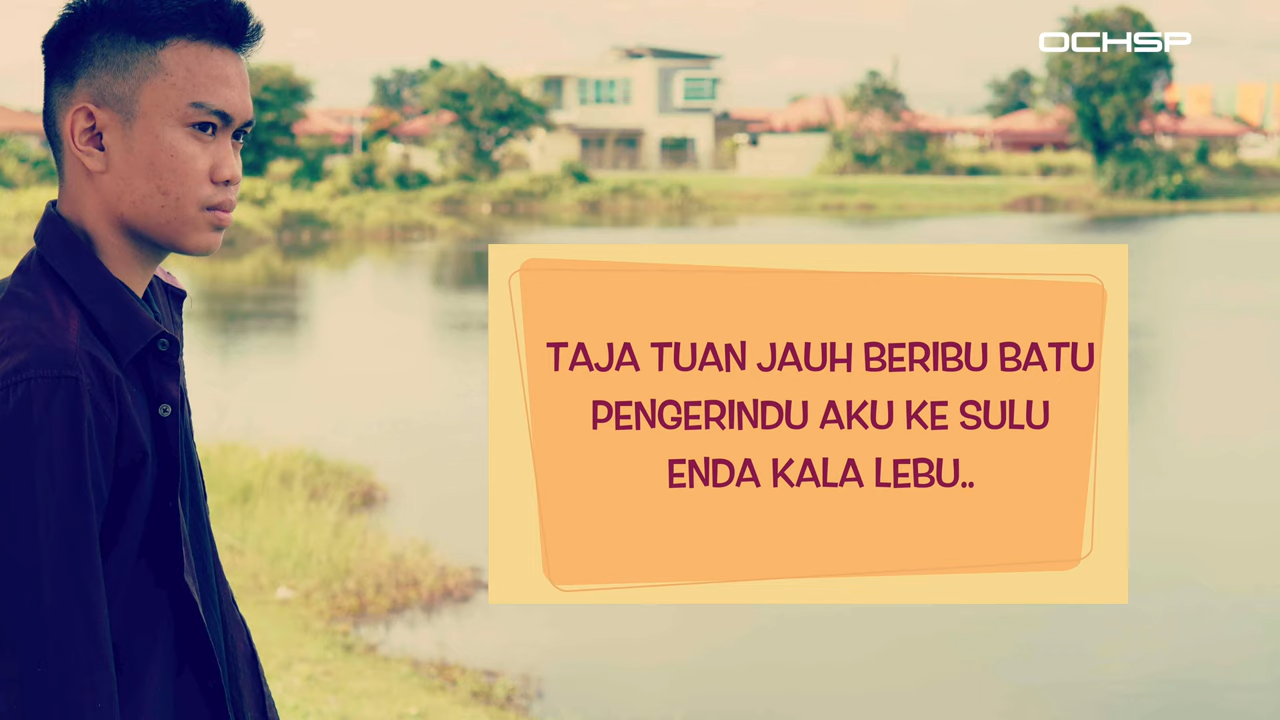 OCHSP
TAJA TUAN JAUH BERIBU BATU
PENGERINDU AKU KE SULU
ENDA KALA LEBU..